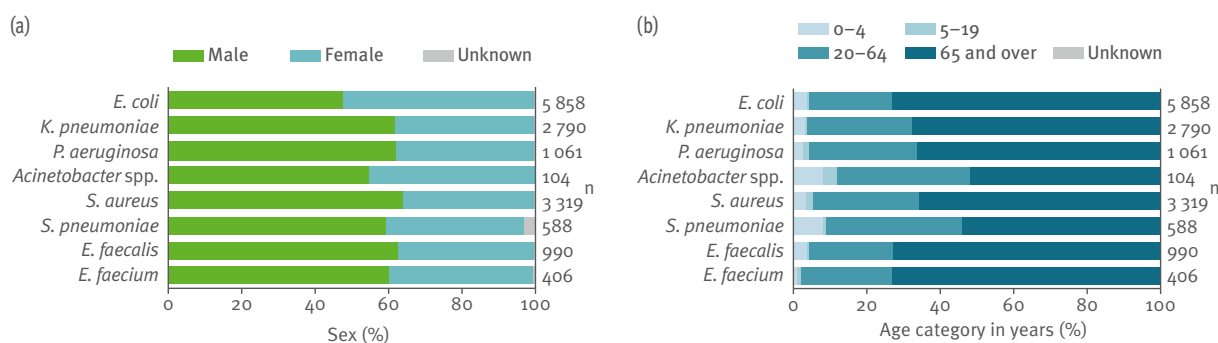 (a)
Male Female Unknown
E. coli 5 858
K. pneumoniae 2 790
P. aeruginosa 1 061
Acinetobacter spp. 104
n
S. aureus 3 319
S. pneumoniae 588
E. faecalis 990
E. faecium 406
0 20 40 60 80 100
Sex (%)
(b)
0–4 5–19
20–64 65 and over Unknown
E. coli 5 858
K. pneumoniae 2 790
P. aeruginosa 1 061
Acinetobacter spp. 104
n
S. aureus 3 319
S. pneumoniae 588
E. faecalis 990
E. faecium 406
0 20 40 60 80 100
Age category in years (%)